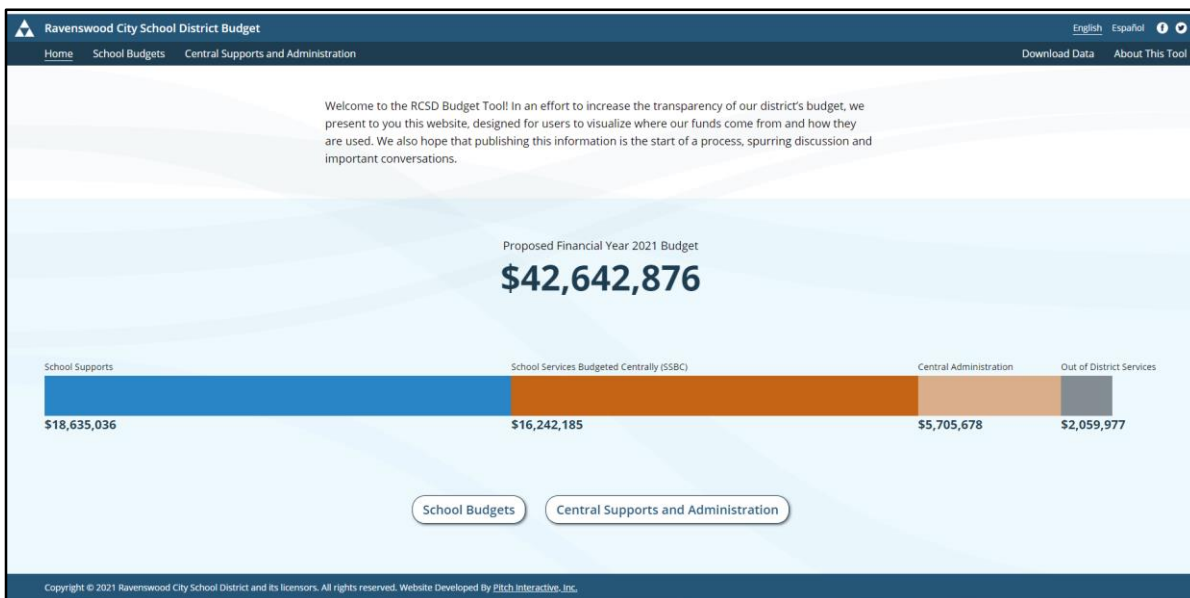 Ravenswood City School District Budget
English Español
Home School Budgets Central Supports and Administration
Download Data About This Tool
Welcome to the RCSD Budget Tool! In an effort to increase the transparency of our district's budget, we
present to you this website, designed for users to visualize where our funds come from and how they
are used. We also hope that publishing this information is the start of a process, spurring discussion and
important conversations.
Proposed Financial Year 2021 Budget
$42,642,876
School Supports School Services Budgeted Centrally (SSBC) Central Administration Out of District Services
$18,635,036 $16,242,185 $5,705,678 $2,059,977
School Budgets Central Supports and Administration
Copyright © 2021 Ravenswood City School District and its licensors. All rights reserved. Website Developed By Pitch Interactive, Inc.